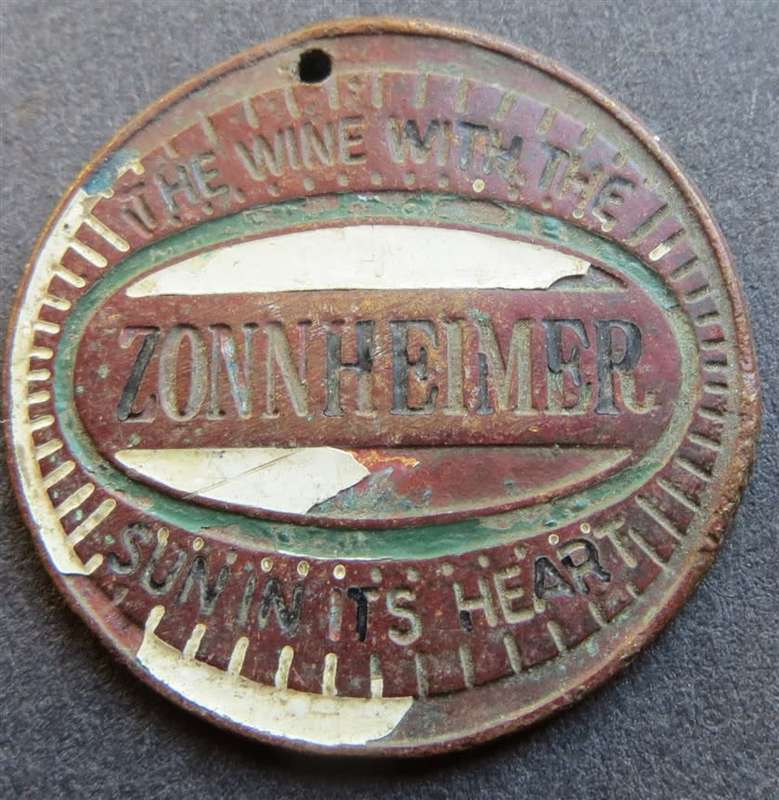 THE WINE WITH THE
ZONNHEIMER
SUN IN ITS HEART